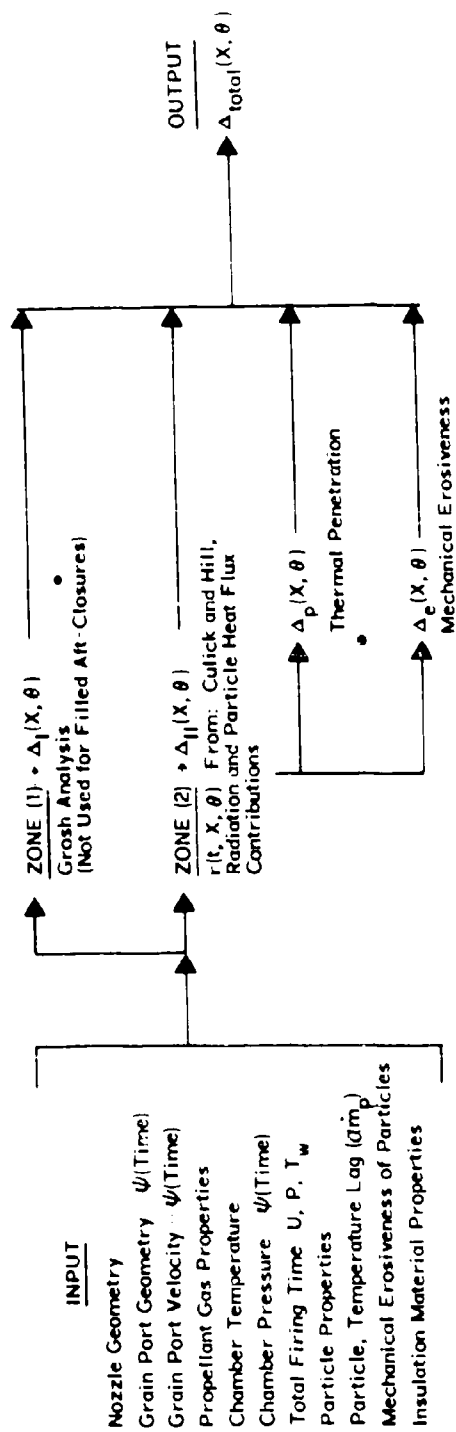 INPUT
Nozzle Geometry
Grain Port Geometry ψ(Time)
Grain Port Velocity ψ(Time)
Propellant Gas Properties
Chamber Temperature
Chamber Pressure ψ(Time)
Total Firing Time U, P, T_w
Particle Properties
Particle, Temperature Lag (αṁ_p)
Mechanical Erosiveness of Particles
Insulation Material Properties
ZONE (1) + Δ_I(X, θ)
Grosh Analysis
(Not Used for Filled Aft-Closures)
ZONE (2) + Δ_II(X, θ)
r(t, X, θ) From: Culick and Hill,
Radiation and Particle Heat Flux
Contributions
Δ_p(X, θ)
Thermal Penetration
Δ_e(X, θ)
Mechanical Erosiveness
OUTPUT
Δ_total(X, θ)